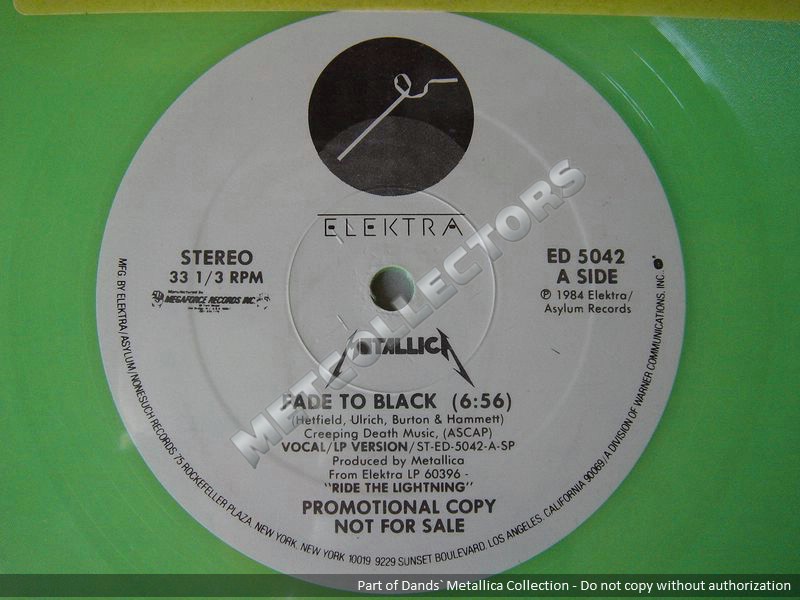 ELEKTRA
STEREO
33 1/3 RPM
Manufactured by
MEGAFORCE RECORDS INC.
ED 5042
A SIDE
℗ 1984 Elektra/
Asylum Records
METALLICA
FADE TO BLACK (6:56)
(Hetfield, Ulrich, Burton & Hammett)
Creeping Death Music, (ASCAP)
VOCAL/LP VERSION/ST-ED-5042-A-SP
Produced by Metallica
From Elektra LP 60396 -
"RIDE THE LIGHTNING"
PROMOTIONAL COPY
NOT FOR SALE
MFG BY ELEKTRA/ASYLUM/NONESUCH RECORDS 75 ROCKEFELLER PLAZA, NEW YORK, NEW YORK 10019 9229 SUNSET BOULEVARD, LOS ANGELES, CALIFORNIA 90069/A DIVISION OF WARNER COMMUNICATIONS, INC.
METCOLLECTORS
Part of Dands` Metallica Collection - Do not copy without authorization